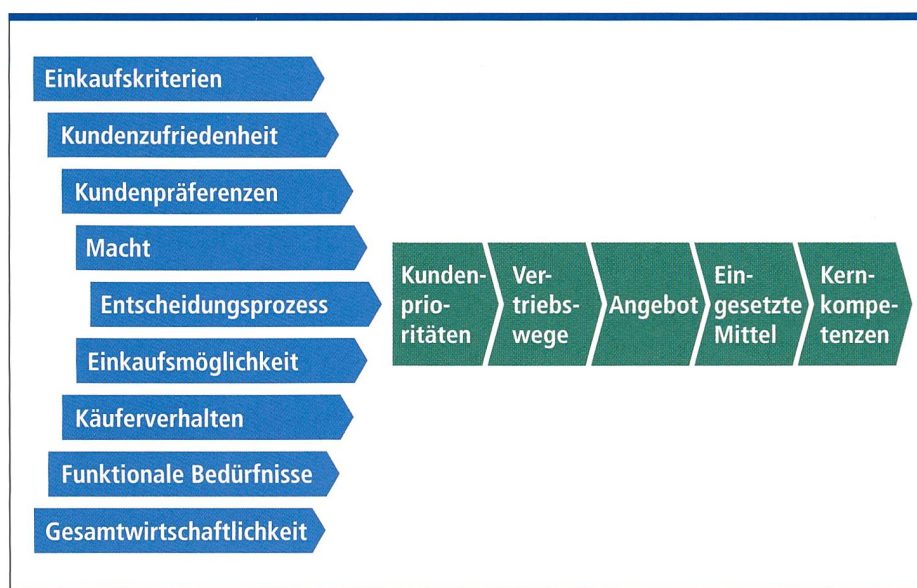 Einkaufskriterien
Kundenzufriedenheit
Kundenpräferenzen
Macht
Entscheidungsprozess
Einkaufsmöglichkeit
Käuferverhalten
Funktionale Bedürfnisse
Gesamtwirtschaftlichkeit
Kunden-
prio-
ritäten
Ver-
triebs-
wege
Angebot
Ein-
gesetzte
Mittel
Kern-
kompe-
tenzen